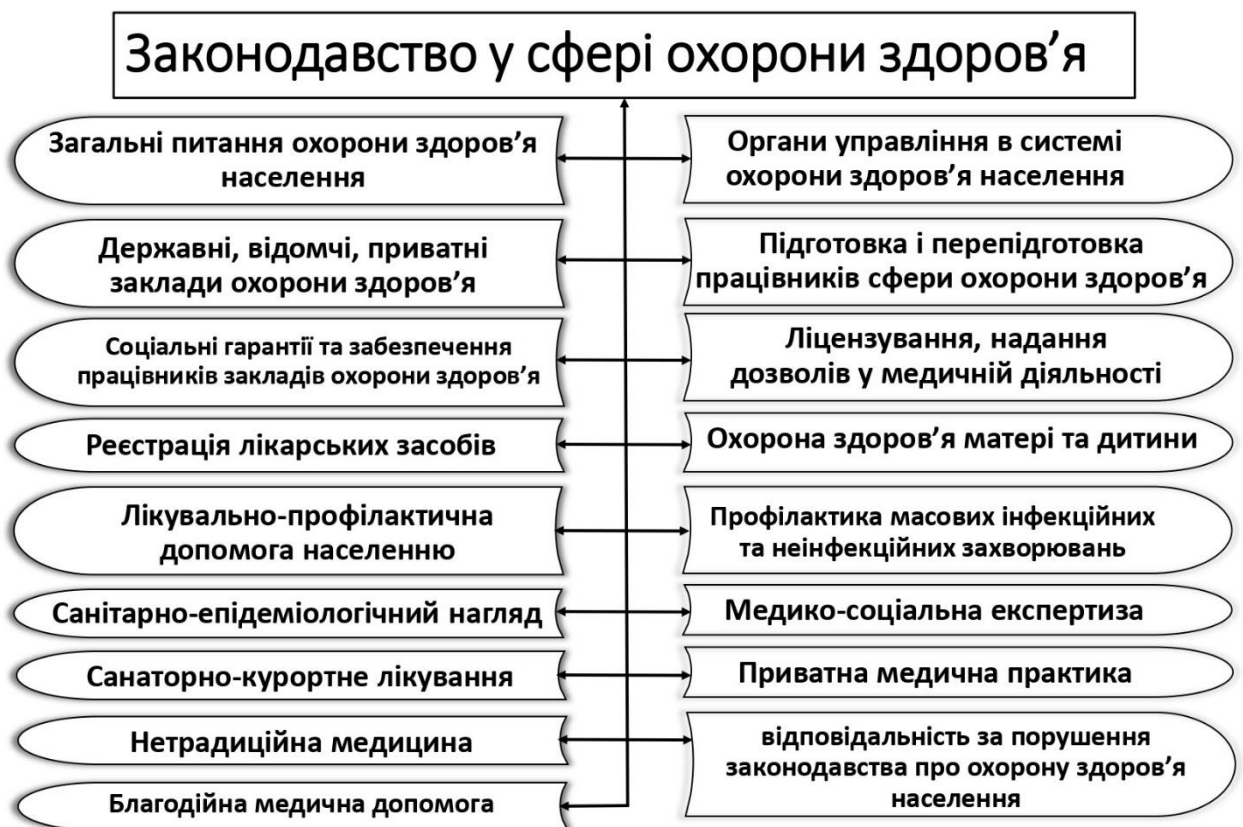 Законодавство у сфері охорони здоров’я
Загальні питання охорони здоров’я
населення
Органи управління в системі
охорони здоров’я населення
Державні, відомчі, приватні
заклади охорони здоров’я
Підготовка і перепідготовка
працівників сфери охорони здоров’я
Соціальні гарантії та забезпечення
працівників закладів охорони здоров’я
Ліцензування, надання
дозволів у медичній діяльності
Реєстрація лікарських засобів
Охорона здоров’я матері та дитини
Лікувально-профілактична
допомога населенню
Профілактика масових інфекційних
та неінфекційних захворювань
Санітарно-епідеміологічний нагляд
Медико-соціальна експертиза
Санаторно-курортне лікування
Приватна медична практика
Нетрадиційна медицина
відповідальність за порушення
законодавства про охорону здоров’я
населення
Благодійна медична допомога